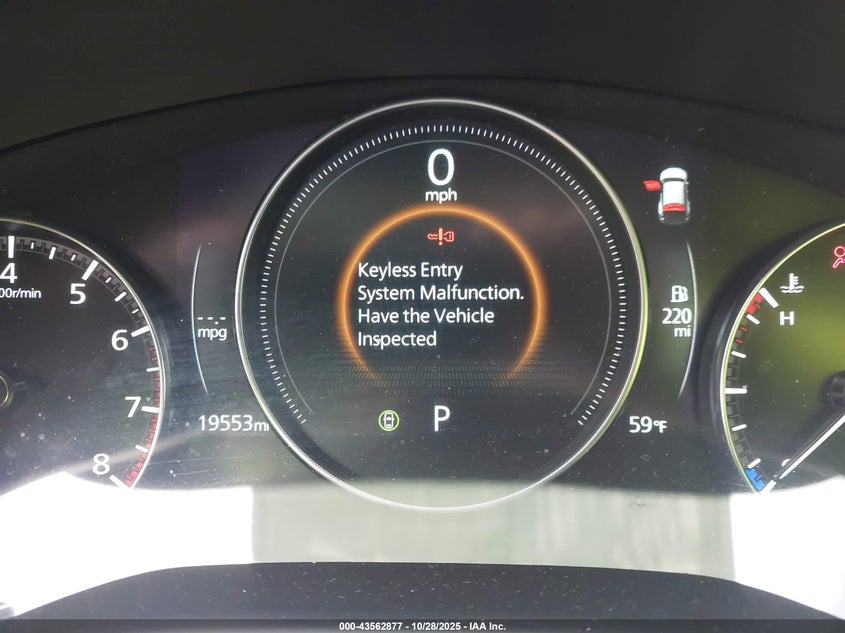 0
mph
Keyless Entry
System Malfunction.
Have the Vehicle
Inspected
4
00r/min
5
6
7
8
-.-
mpg
220
mi
H
19553mi
P
59°F
000-43562877 - 10/28/2025 - IAA Inc.